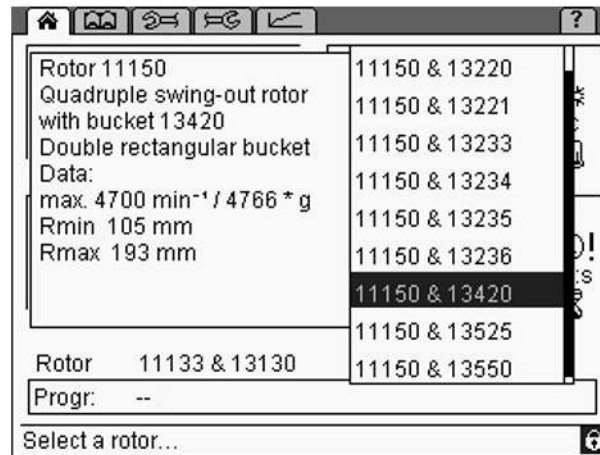 ?
Rotor 11150
Quadruple swing-out rotor
with bucket 13420
Double rectangular bucket
Data:
max. 4700 min⁻¹ / 4766 * g
Rmin 105 mm
Rmax 193 mm
11150 & 13220
11150 & 13221
11150 & 13233
11150 & 13234
11150 & 13235
11150 & 13236
11150 & 13420
11150 & 13525
11150 & 13550
Rotor 11133 & 13130
Progr: --
Select a rotor...